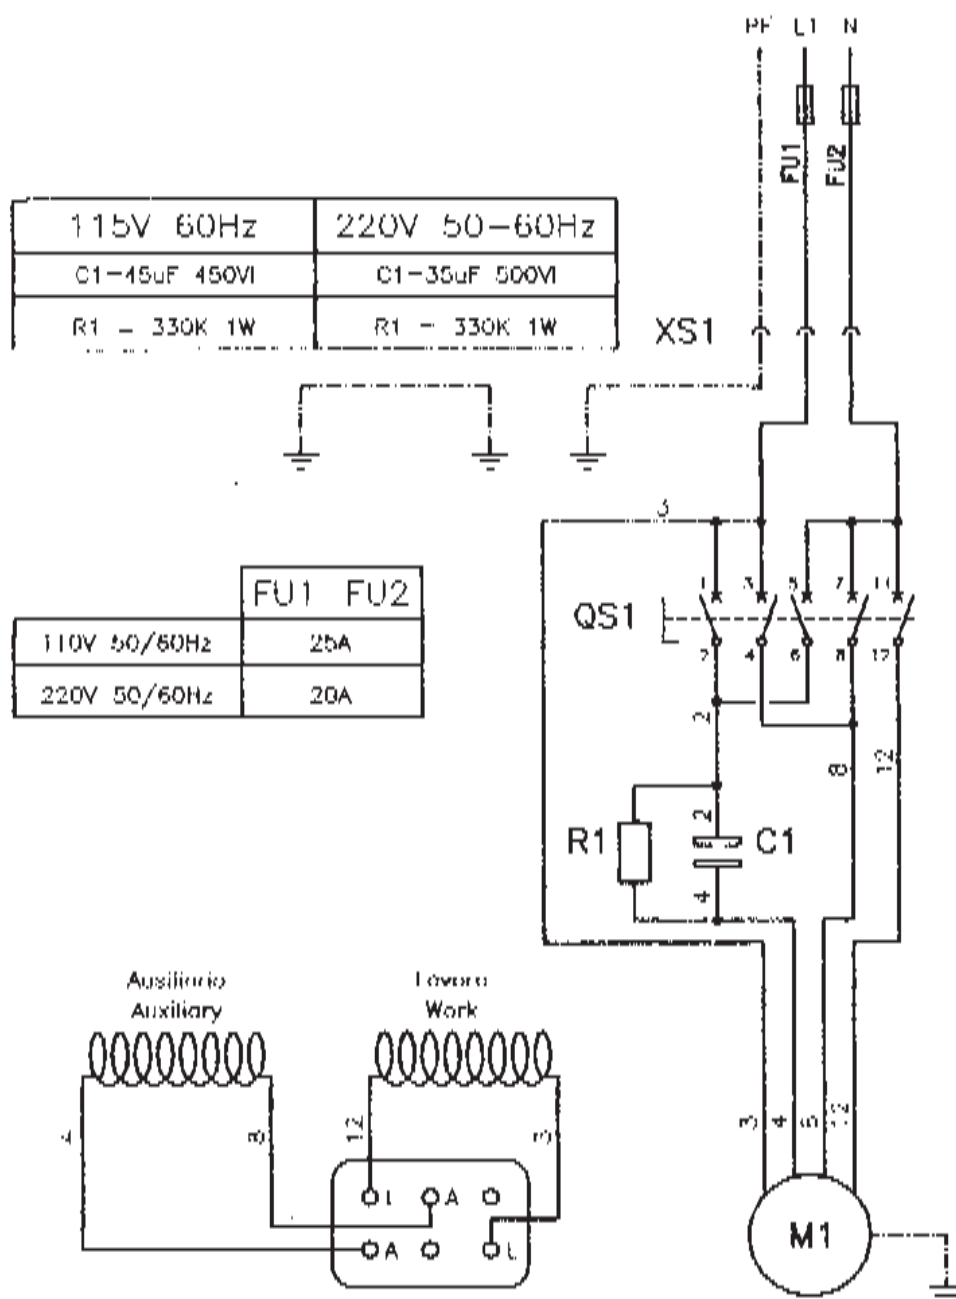 PE L1 N
FU1
FU2
115V 60Hz
220V 50-60Hz
C1-45uF 450Vl
C1-35uF 500Vl
R1 - 330K 1W
R1 - 330K 1W
XS1
3
FU1 FU2
110V 50/60Hz
25A
220V 50/60Hz
20A
QS1
1 3 5 7 11
2 4 6 8 12
2
8
12
R1
2
C1
4
Ausiliario
Auxiliary
Lavoro
Work
4
8
12
3
3
4
12
L
A
A
L
M1